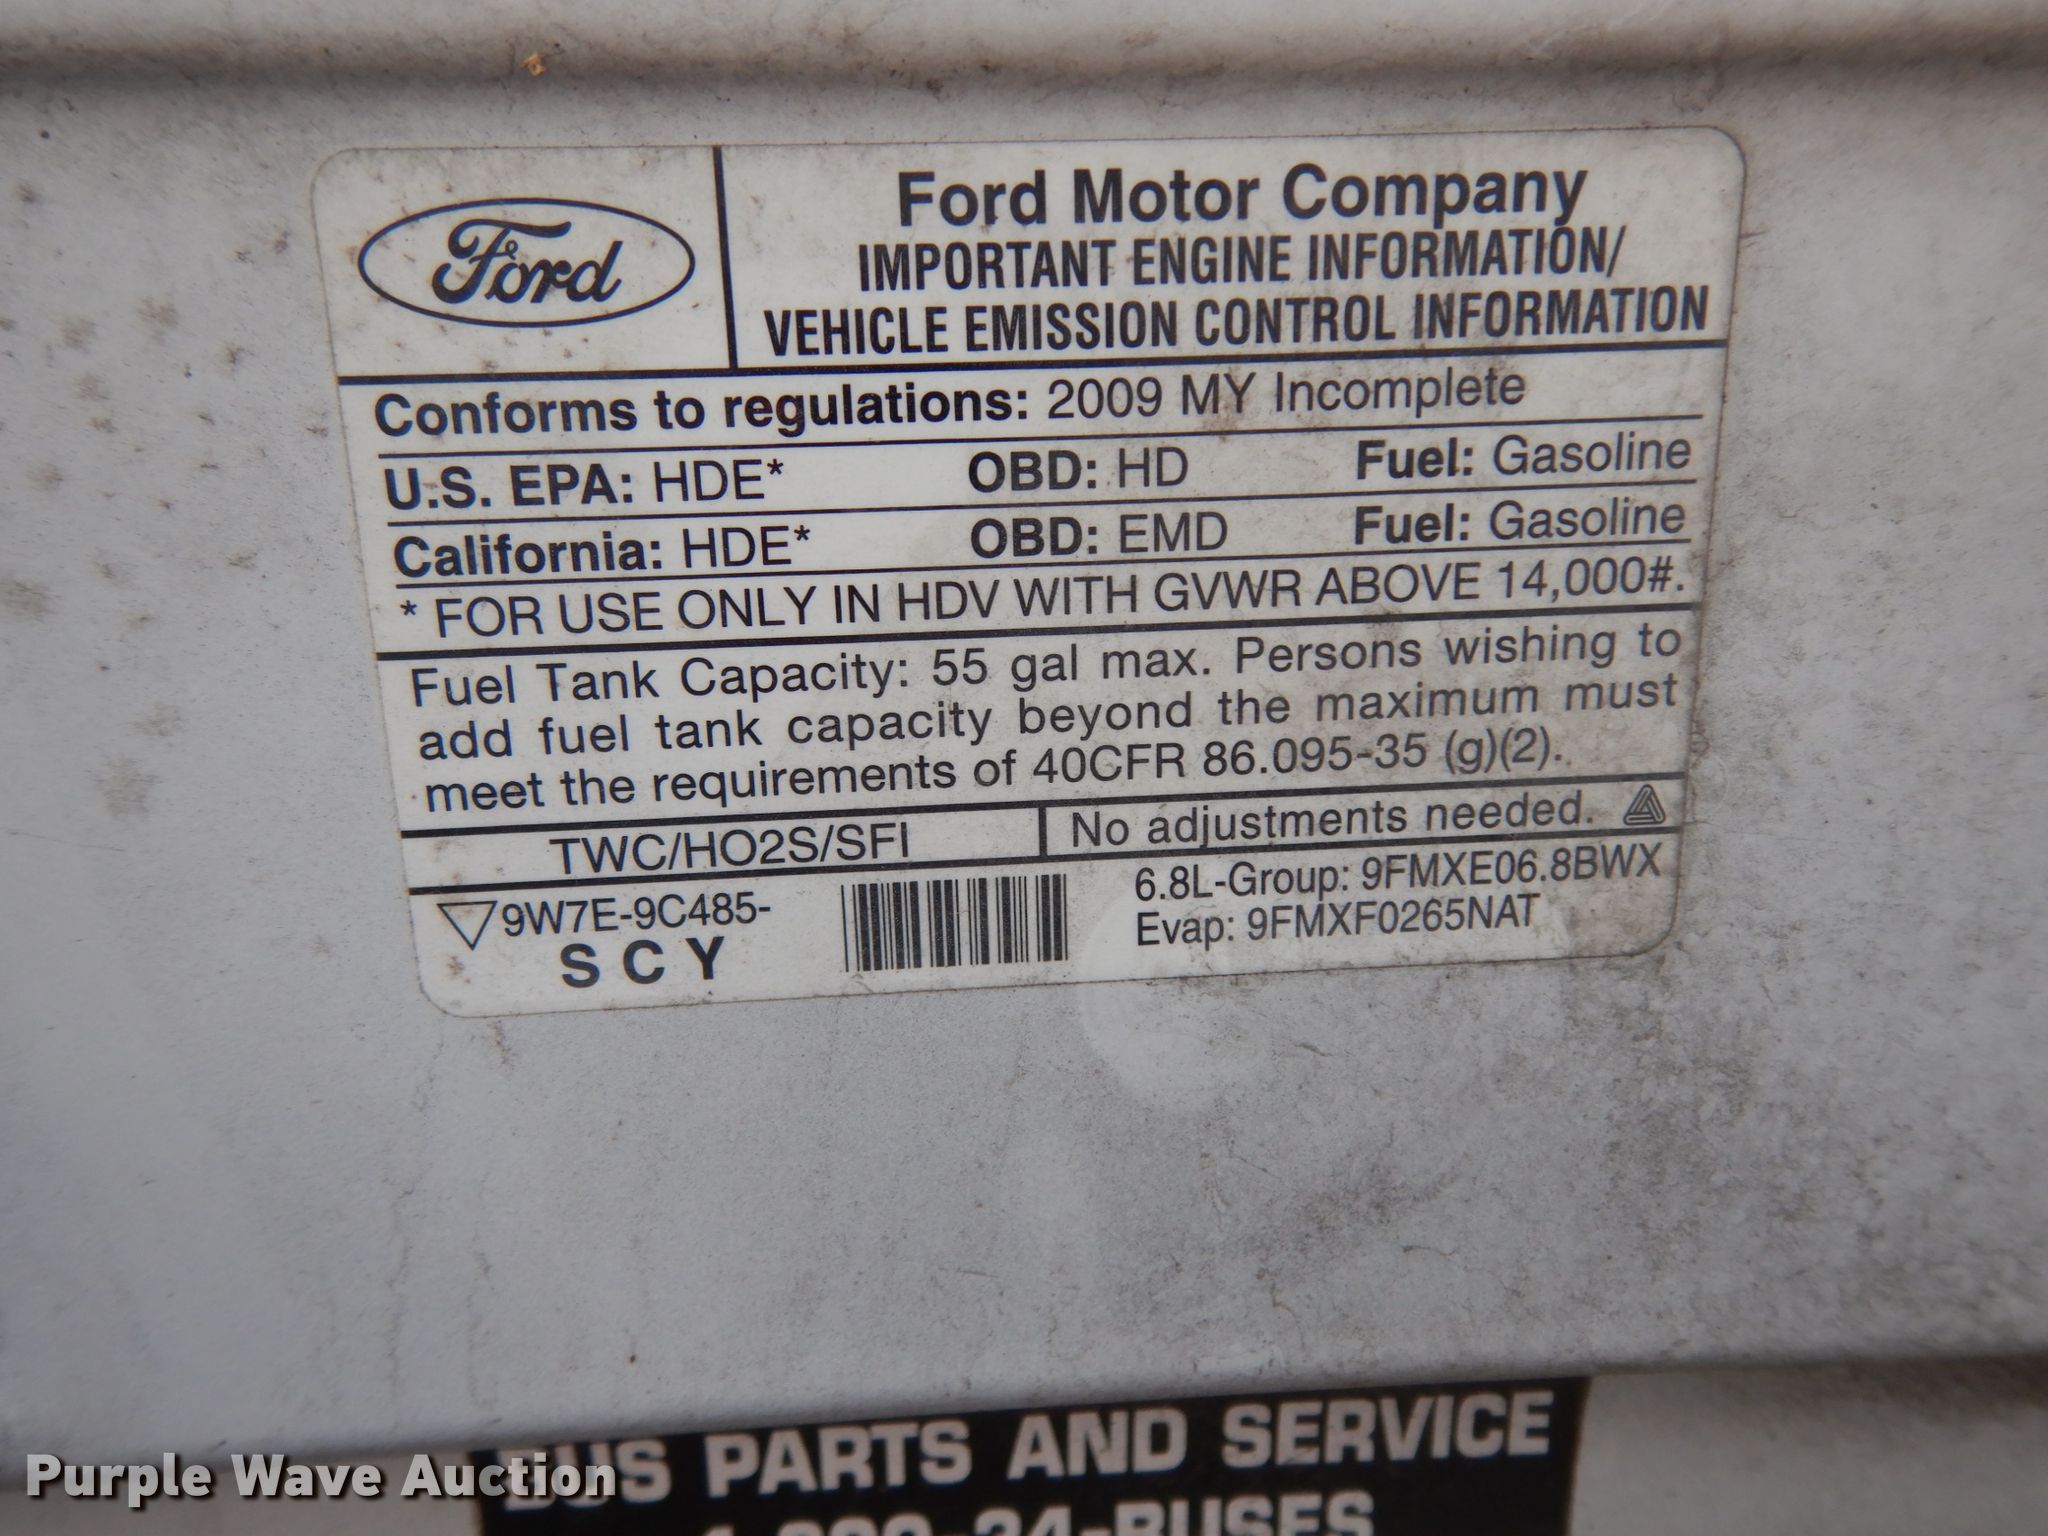 Ford
Ford Motor Company
IMPORTANT ENGINE INFORMATION/
VEHICLE EMISSION CONTROL INFORMATION
Conforms to regulations: 2009 MY Incomplete
U.S. EPA: HDE* OBD: HD Fuel: Gasoline
California: HDE* OBD: EMD Fuel: Gasoline
* FOR USE ONLY IN HDV WITH GVWR ABOVE 14,000#.
Fuel Tank Capacity: 55 gal max. Persons wishing to
add fuel tank capacity beyond the maximum must
meet the requirements of 40CFR 86.095-35 (g)(2).
TWC/HO2S/SFI No adjustments needed.
9W7E-9C485-
SCY
6.8L-Group: 9FMXE06.8BWX
Evap: 9FMXF0265NAT
BUS PARTS AND SERVICE
34-BUSES
Purple Wave Auction